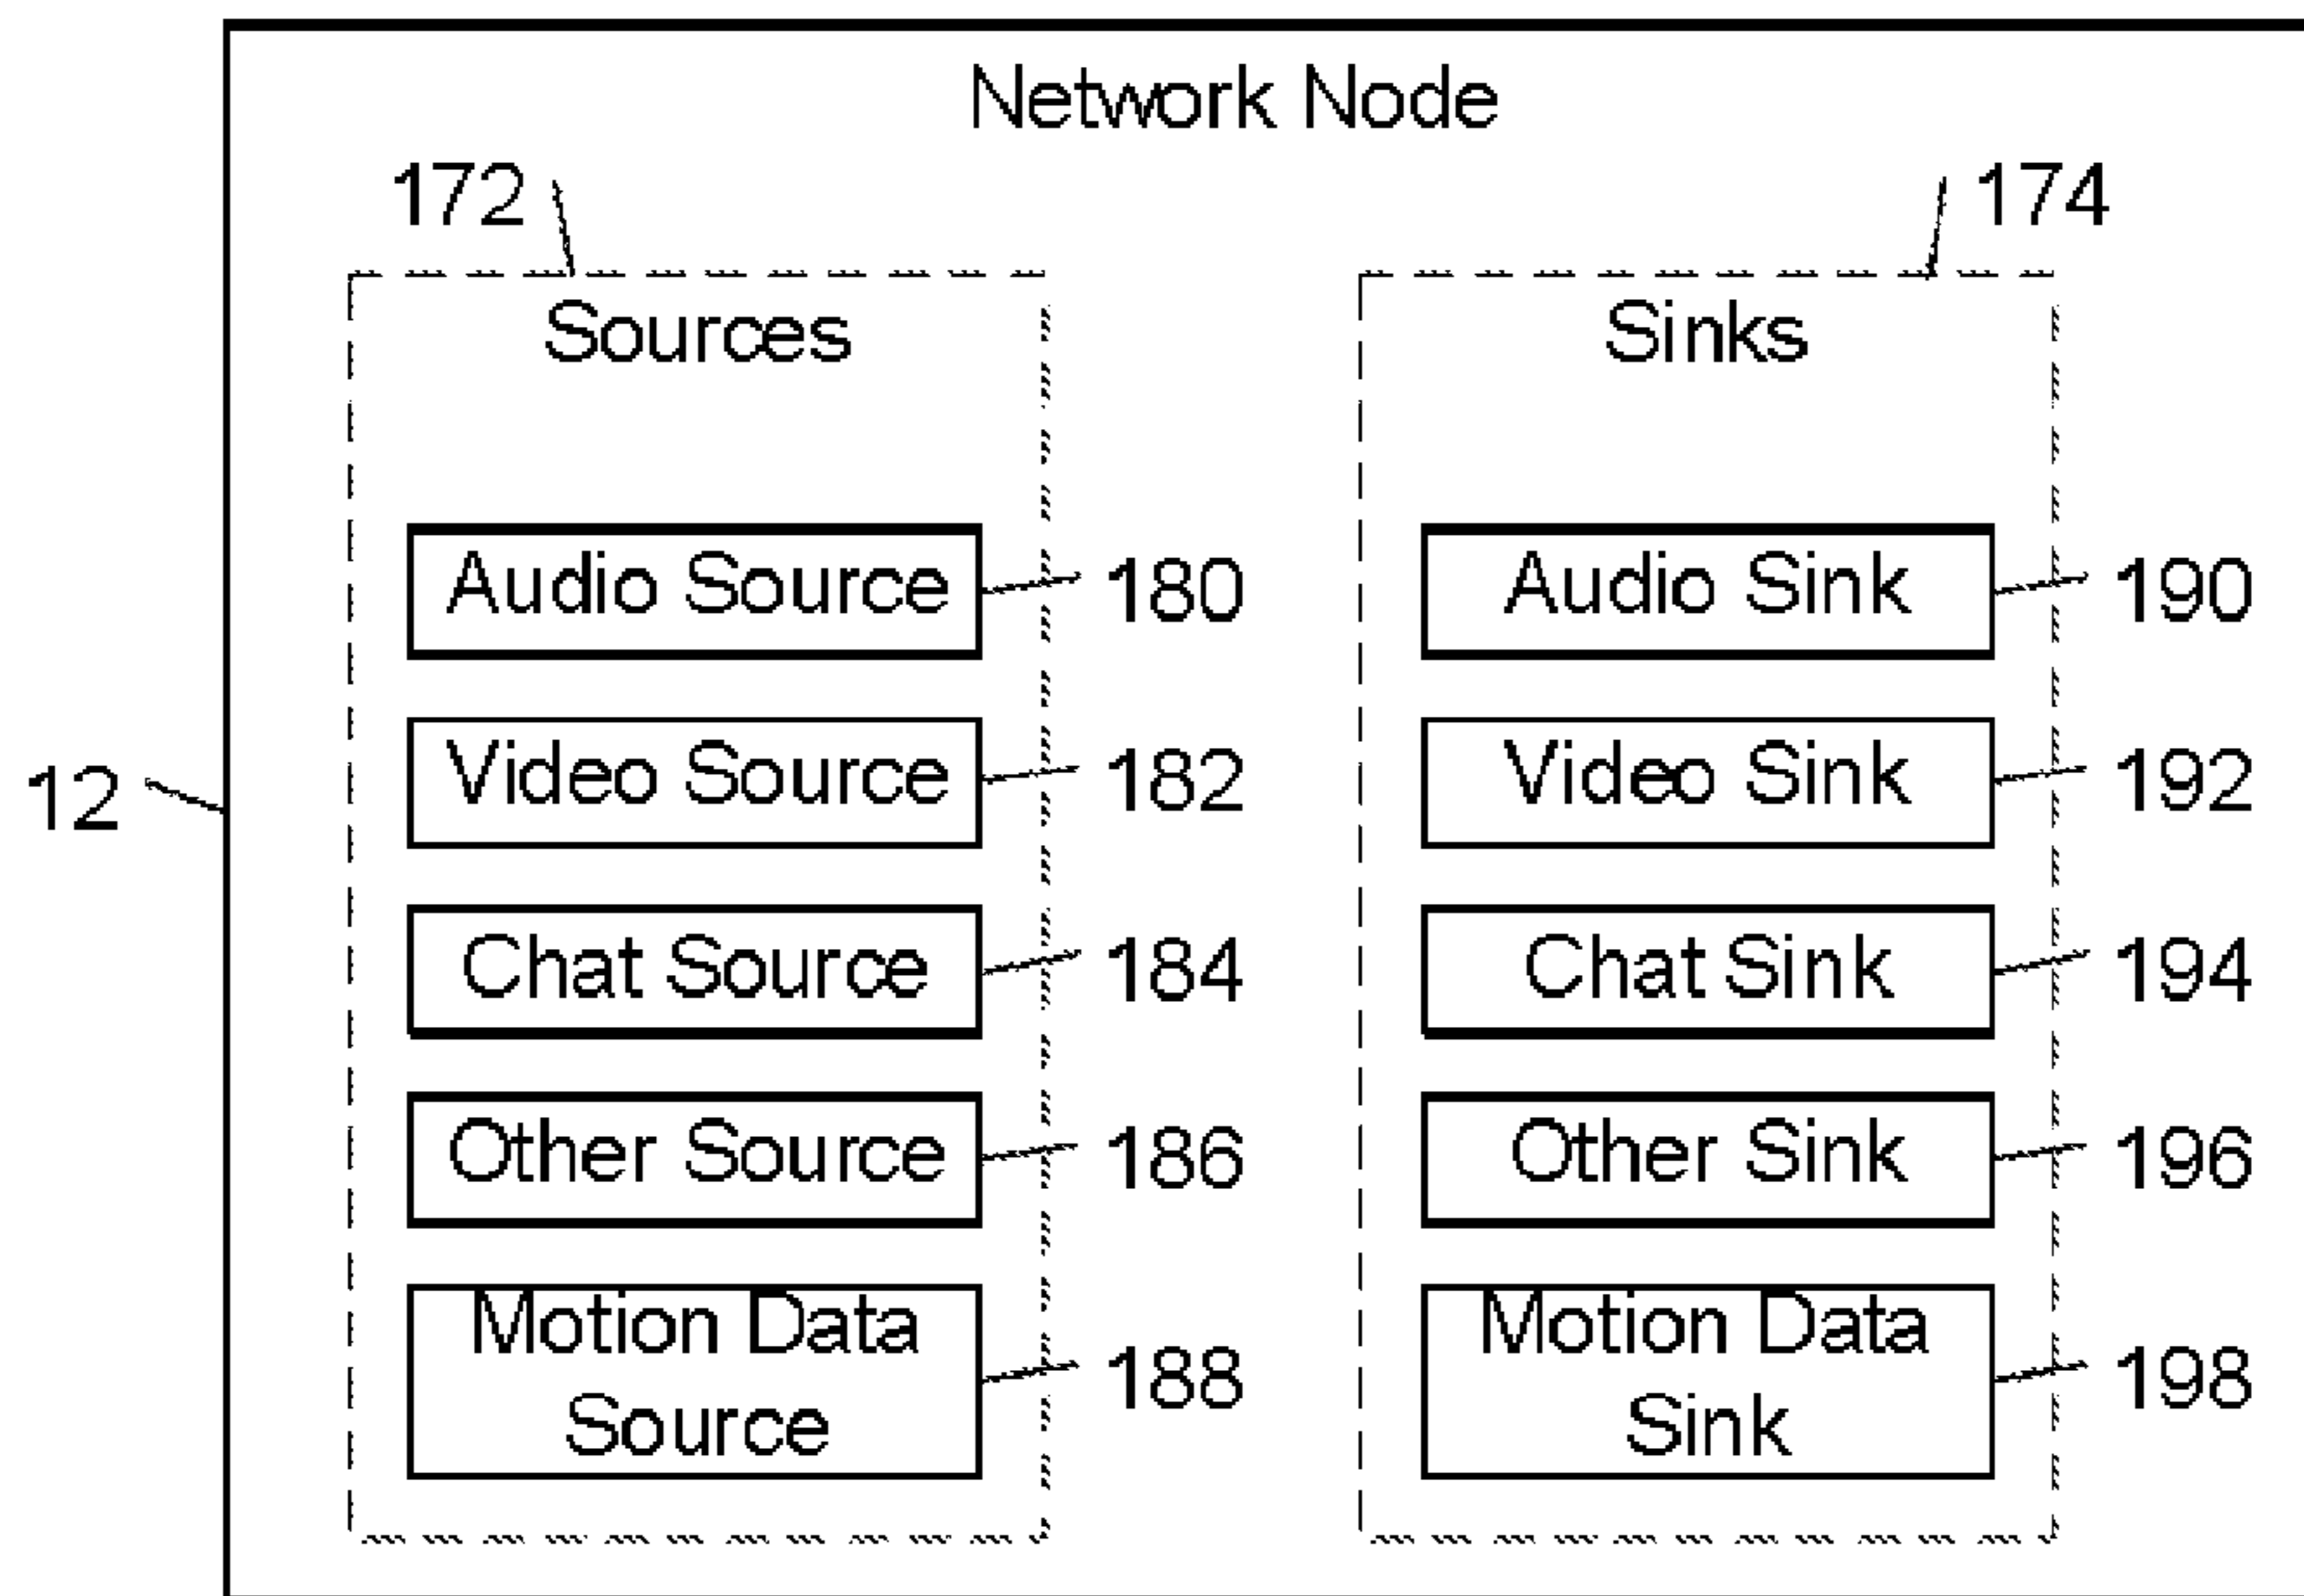 Network Node
172
174
Sources
Sinks
Audio Source
180
Audio Sink
190
Video Source
182
Video Sink
192
12
Chat Source
184
Chat Sink
194
Other Source
186
Other Sink
196
Motion Data
Source
188
Motion Data
Sink
198